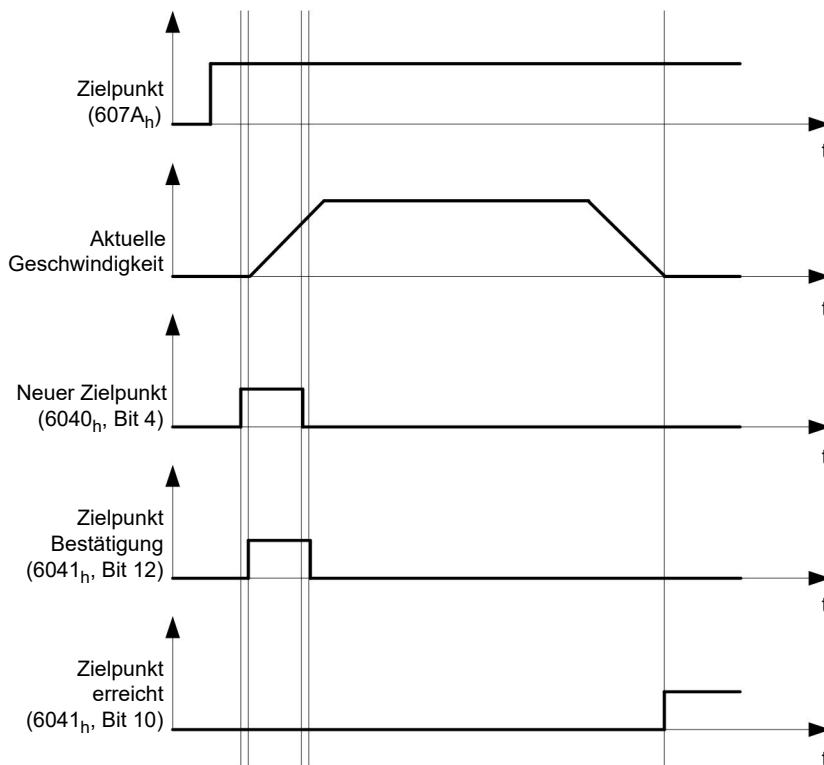 Zielpunkt
(607Aₕ)
t
Aktuelle
Geschwindigkeit
t
Neuer Zielpunkt
(6040ₕ, Bit 4)
t
Zielpunkt
Bestätigung
(6041ₕ, Bit 12)
t
Zielpunkt
erreicht
(6041ₕ, Bit 10)
t